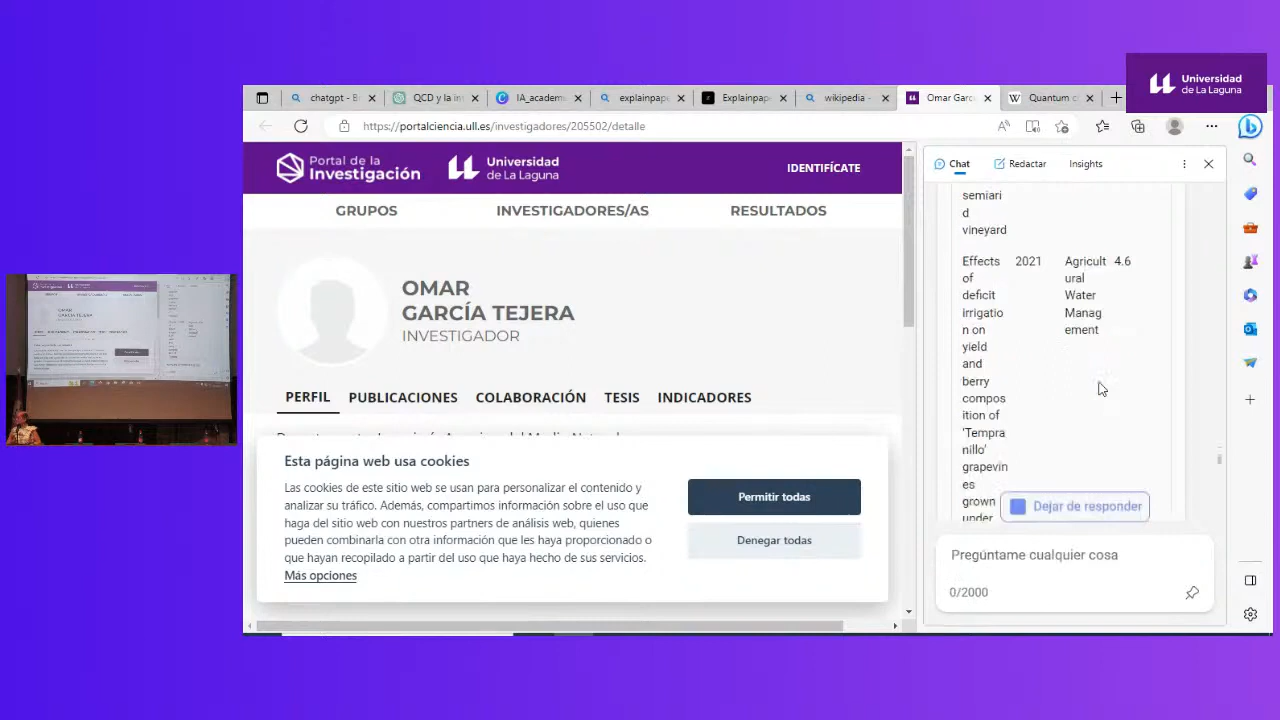 Universidad
de La Laguna
chatgpt - B
QCD y la in
IA_academ
explainpape
Explainpape
wikipedia -
Omar Garc
Quantum c
https://portalciencia.ull.es/investigadores/205502/detalle
Portal de la
Investigación
Universidad
de La Laguna
IDENTIFÍCATE
GRUPOS
INVESTIGADORES/AS
RESULTADOS
OMAR
GARCÍA TEJERA
INVESTIGADOR
PERFIL
PUBLICACIONES
COLABORACIÓN
TESIS
INDICADORES
Esta página web usa cookies
Las cookies de este sitio web se usan para personalizar el contenido y
analizar su tráfico. Además, compartimos información sobre el uso que
haga del sitio web con nuestros partners de análisis web, quienes
pueden combinarla con otra información que les haya proporcionado o
que hayan recopilado a partir del uso que haya hecho de sus servicios.
Más opciones
Permitir todas
Denegar todas
Chat
Redactar
Insights
semiari
d
vineyard
Effects 2021 Agricult 4.6
of ural
deficit Water
irrigatio Manag
n on ement
yield
and
berry
compos
ition of
'Tempra
nillo'
grapevin
es
grown
under
Dejar de responder
Pregúntame cualquier cosa
0/2000